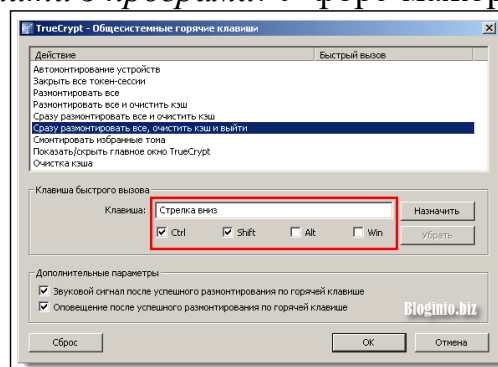 TrueCrypt - Общесистемные горячие клавиши
Действие Быстрый вызов
Автомонтирование устройств
Закрыть все токен-сессии
Размонтировать все
Размонтировать все и очистить кэш
Сразу размонтировать все и очистить кэш
Сразу размонтировать все, очистить кэш и выйти
Смонтировать избранные тома
Показать/скрыть главное окно TrueCrypt
Очистка кэша
Клавиша быстрого вызова
Клавиша: Стрелка вниз Назначить
Ctrl Shift Alt Win Убрать
Дополнительные параметры
Звуковой сигнал после успешного размонтирования по горячей клавише
Оповещение после успешного размонтирования по горячей клавише
Bloginfo.biz
Сброс OK Отмена